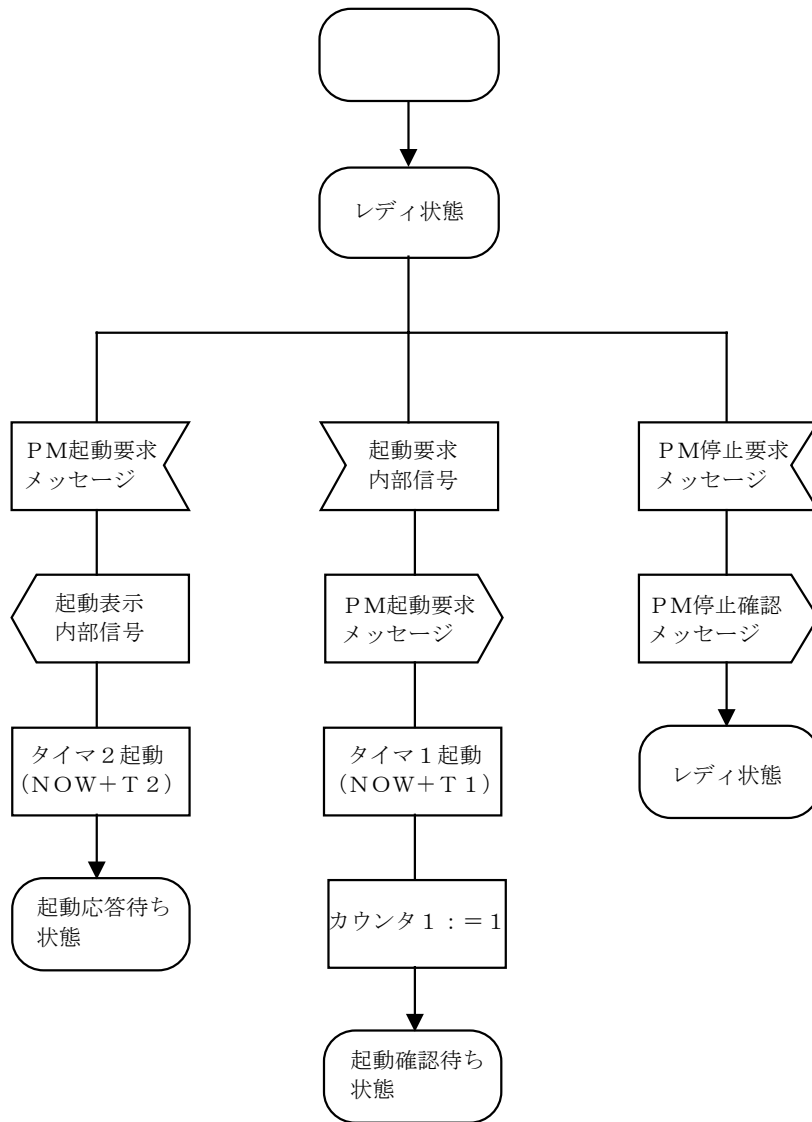 レディ状態
PM起動要求
メッセージ
起動要求
内部信号
PM停止要求
メッセージ
起動表示
内部信号
PM起動要求
メッセージ
PM停止確認
メッセージ
タイマ２起動
（NOW＋T２）
タイマ１起動
（NOW＋T１）
レディ状態
起動応答待ち
状態
カウンタ１：＝１
起動確認待ち
状態